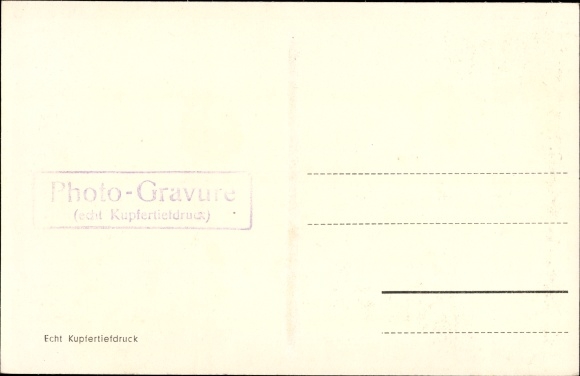 Photo-Gravure
(echt Kupfertiefdruck)
Echt Kupfertiefdruck